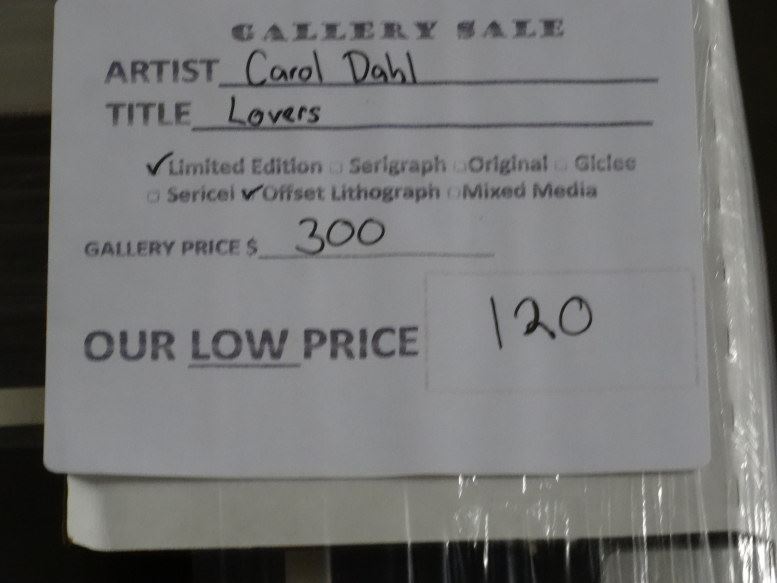 GALLERY SALE
ARTIST Carol Dahl
TITLE Lovers
✓Limited Edition □ Serigraph □Original □ Giclee
□ Sericel ✓Offset Lithograph □Mixed Media
GALLERY PRICE $ 300
OUR LOW PRICE 120